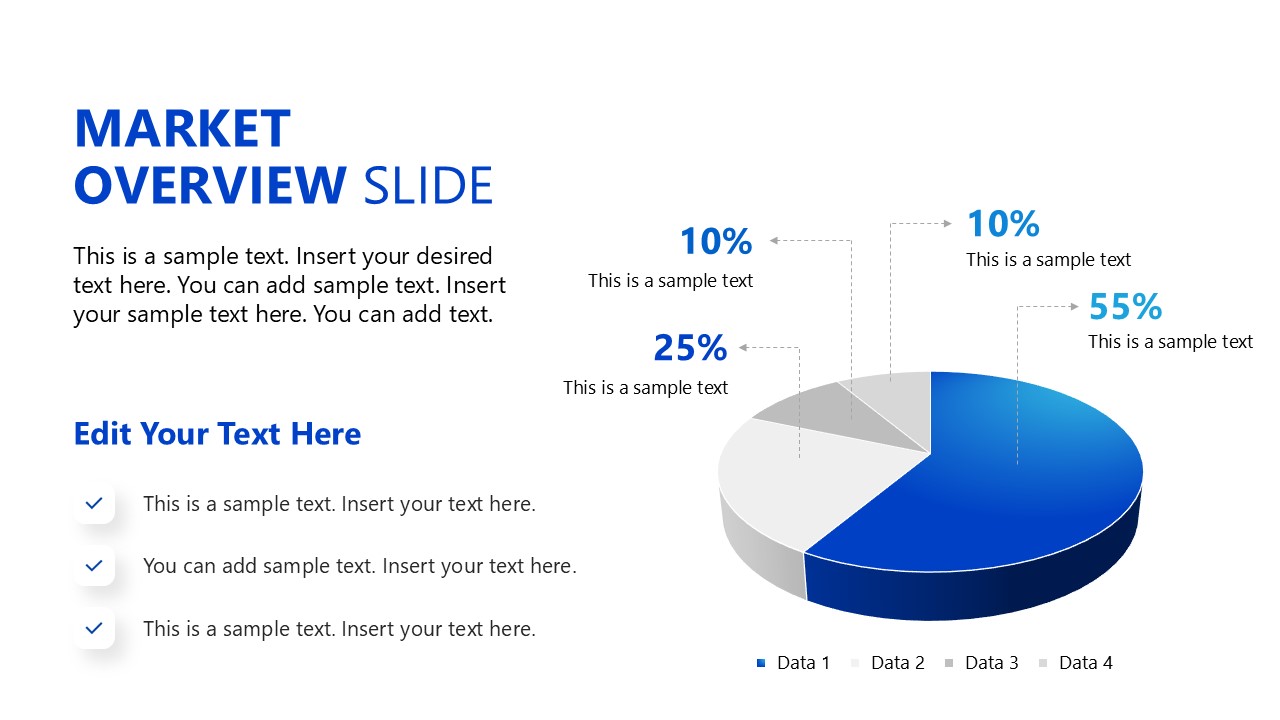 MARKET
OVERVIEW SLIDE
This is a sample text. Insert your desired
text here. You can add sample text. Insert
your sample text here. You can add text.
Edit Your Text Here
This is a sample text. Insert your text here.
You can add sample text. Insert your text here.
This is a sample text. Insert your text here.
10%
This is a sample text
25%
This is a sample text
10%
This is a sample text
55%
This is a sample text
Data 1 Data 2 Data 3 Data 4